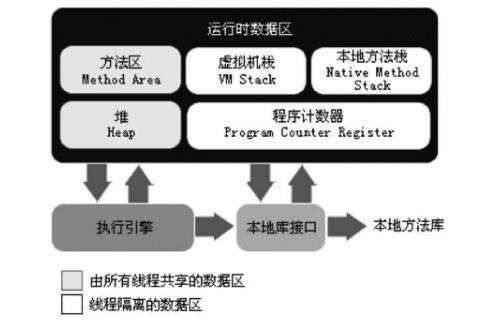 运行时数据区
方法区
Method Area
虚拟机栈
VM Stack
本地方法栈
Native Method
Stack
堆
Heap
程序计数器
Program Counter Register
执行引擎
本地库接口
本地方法库
由所有线程共享的数据区
线程隔离的数据区